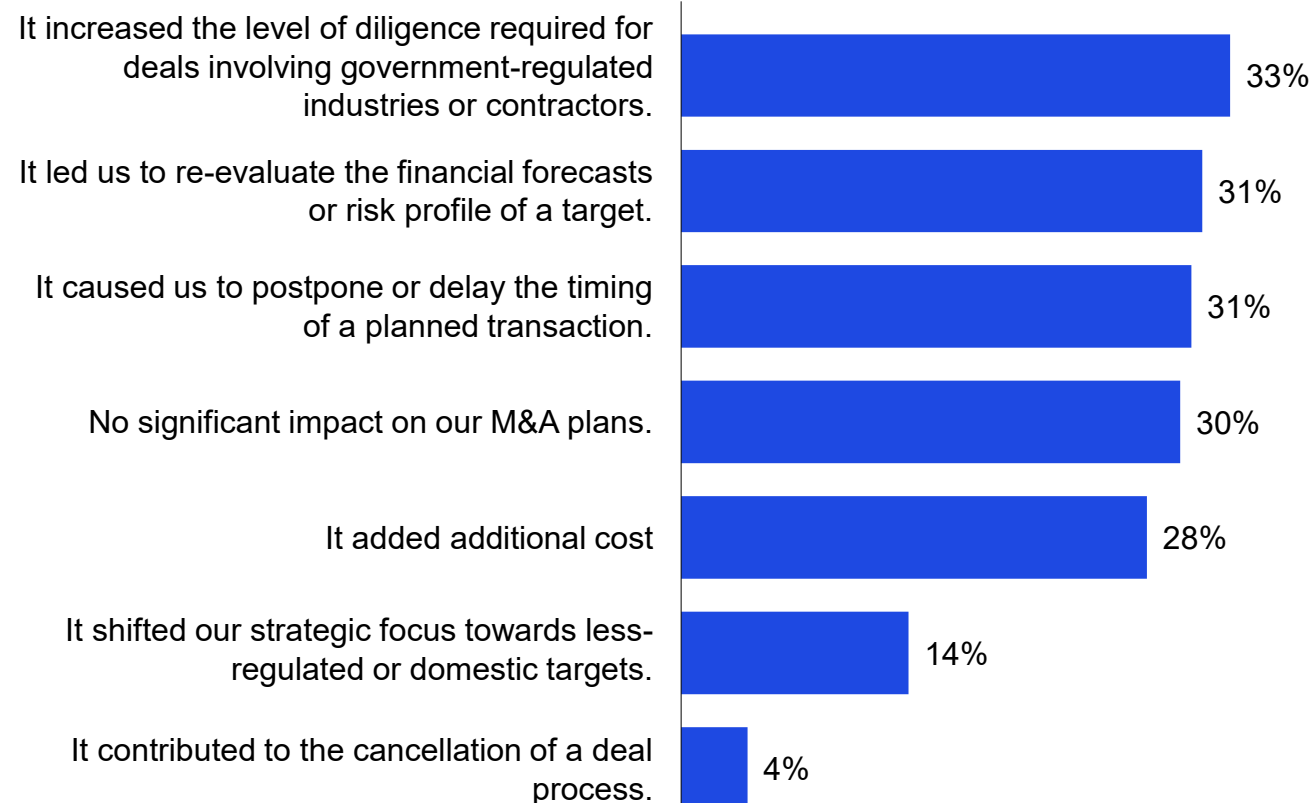 It increased the level of diligence required for
deals involving government-regulated
industries or contractors.
33%
It led us to re-evaluate the financial forecasts
or risk profile of a target.
31%
It caused us to postpone or delay the timing
of a planned transaction.
31%
No significant impact on our M&A plans.
30%
It added additional cost
28%
It shifted our strategic focus towards less-
regulated or domestic targets.
14%
It contributed to the cancellation of a deal
process.
4%